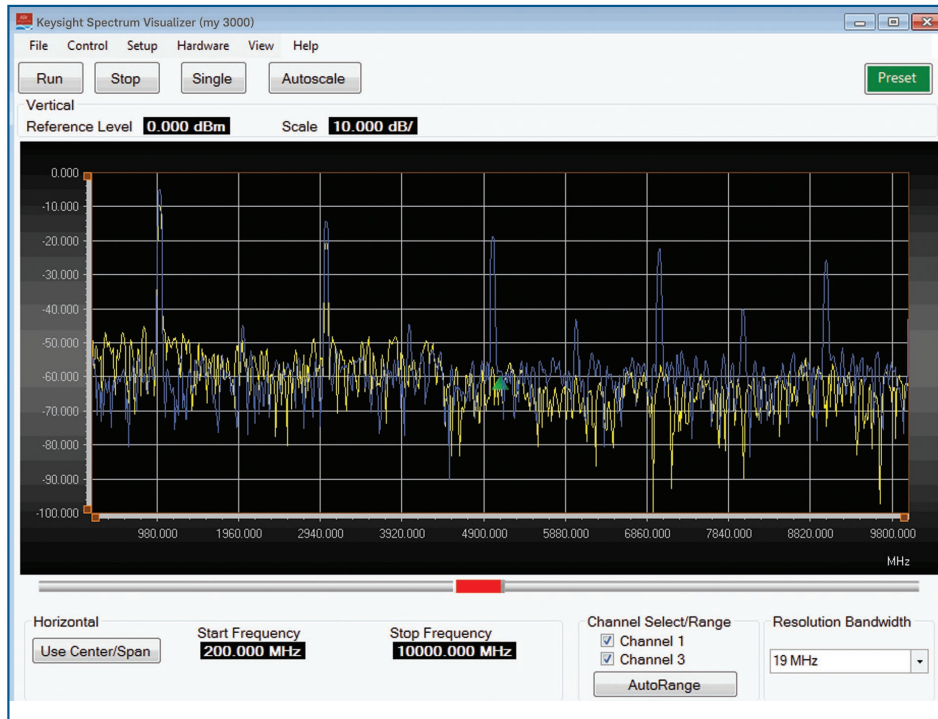 Keysight Spectrum Visualizer (my 3000)
File Control Setup Hardware View Help
Run Stop Single Autoscale Preset
Vertical
Reference Level 0.000 dBm Scale 10.000 dB/
0.000
-10.000
-20.000
-30.000
-40.000
-50.000
-60.000
-70.000
-80.000
-90.000
-100.000
980.000 1960.000 2940.000 3920.000 4900.000 5880.000 6860.000 7840.000 8820.000 9800.000
MHz
Horizontal
Use Center/Span
Start Frequency
200.000 MHz
Stop Frequency
10000.000 MHz
Channel Select/Range
Channel 1
Channel 3
AutoRange
Resolution Bandwidth
19 MHz